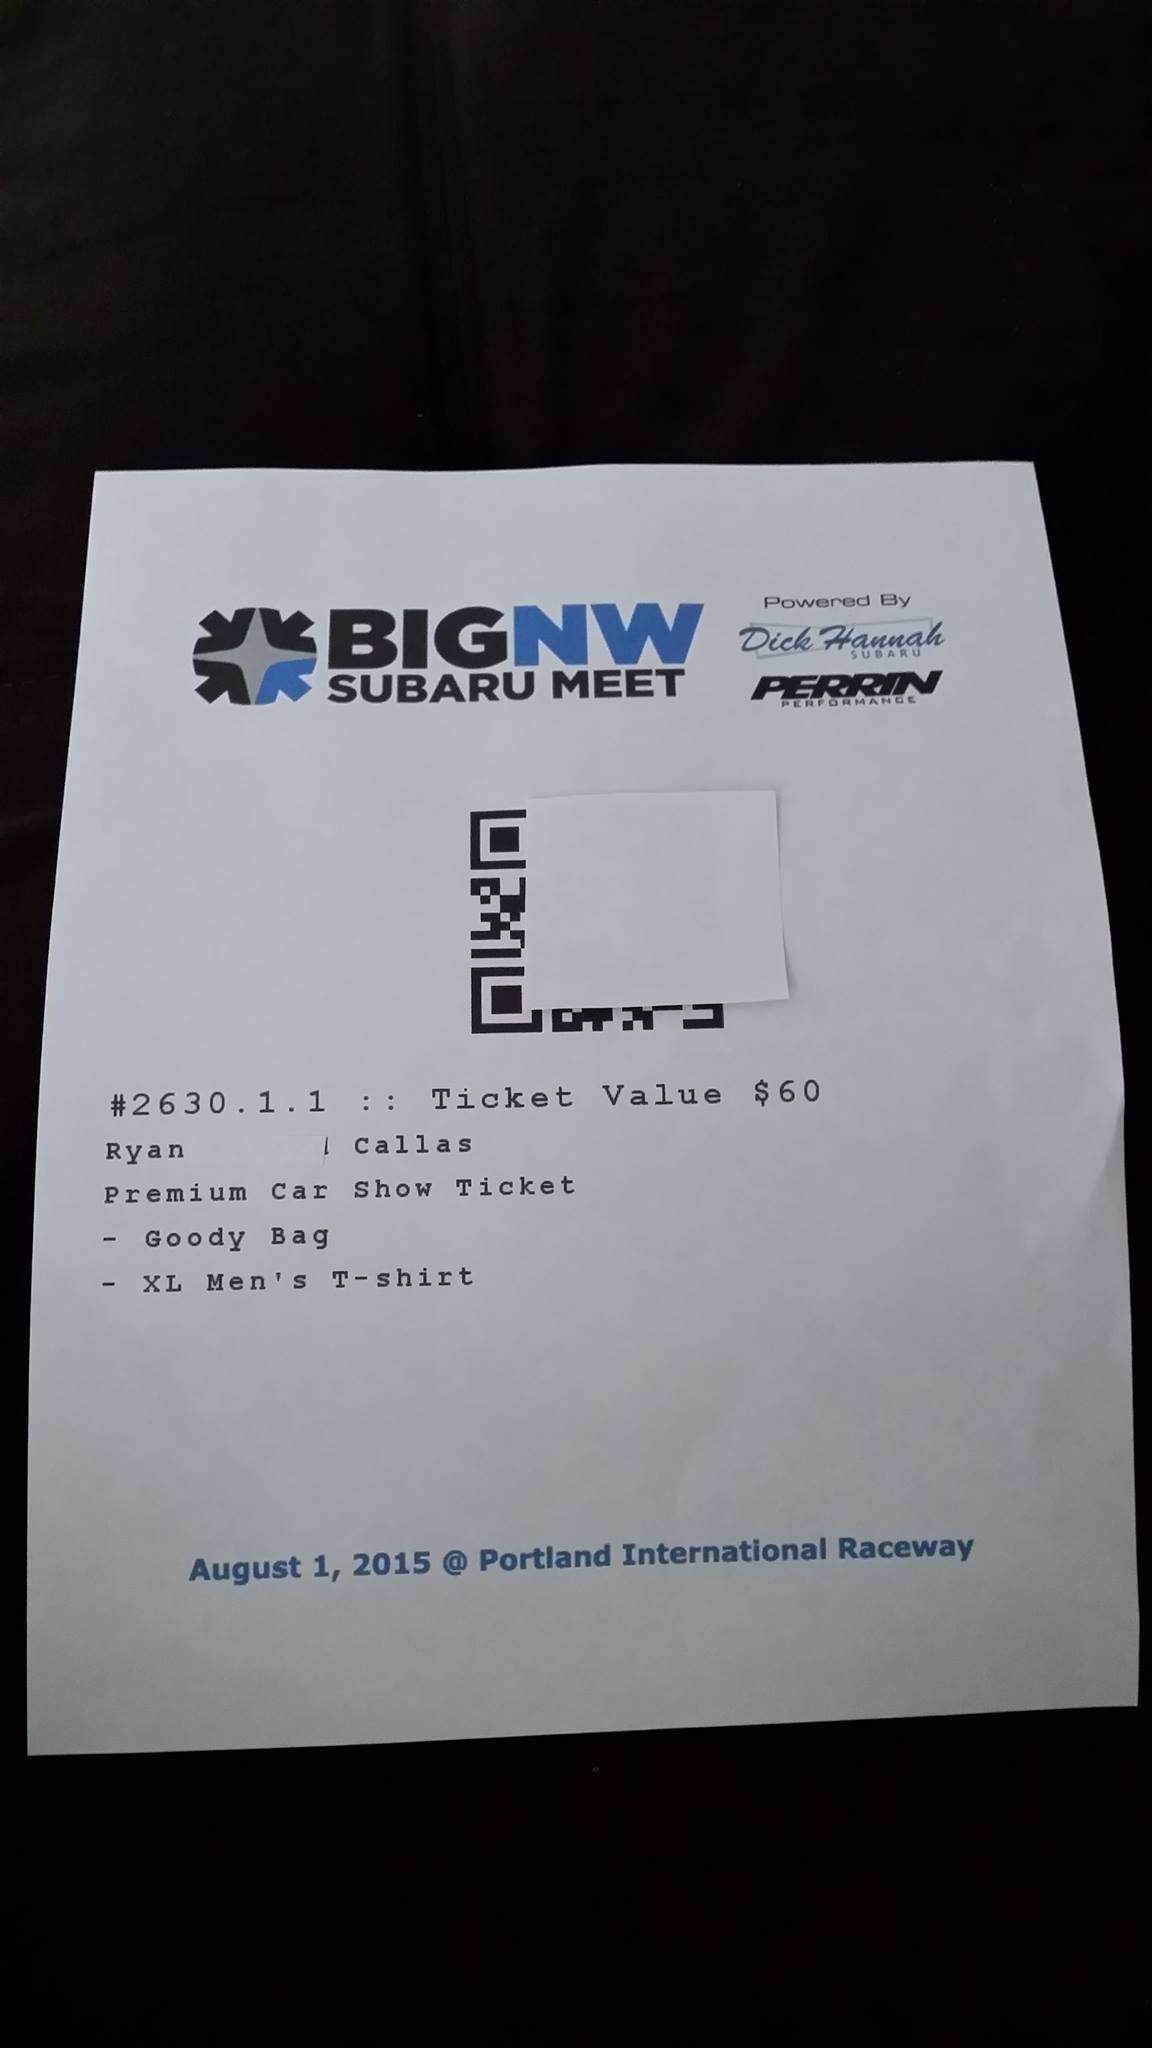 BIGNW
SUBARU MEET
Powered By
Dick Hannah
SUBARU
PERRIN
PERFORMANCE
#2630.1.1 :: Ticket Value $60
Ryan Callas
Premium Car Show Ticket
- Goody Bag
- XL Men's T-shirt
August 1, 2015 @ Portland International Raceway